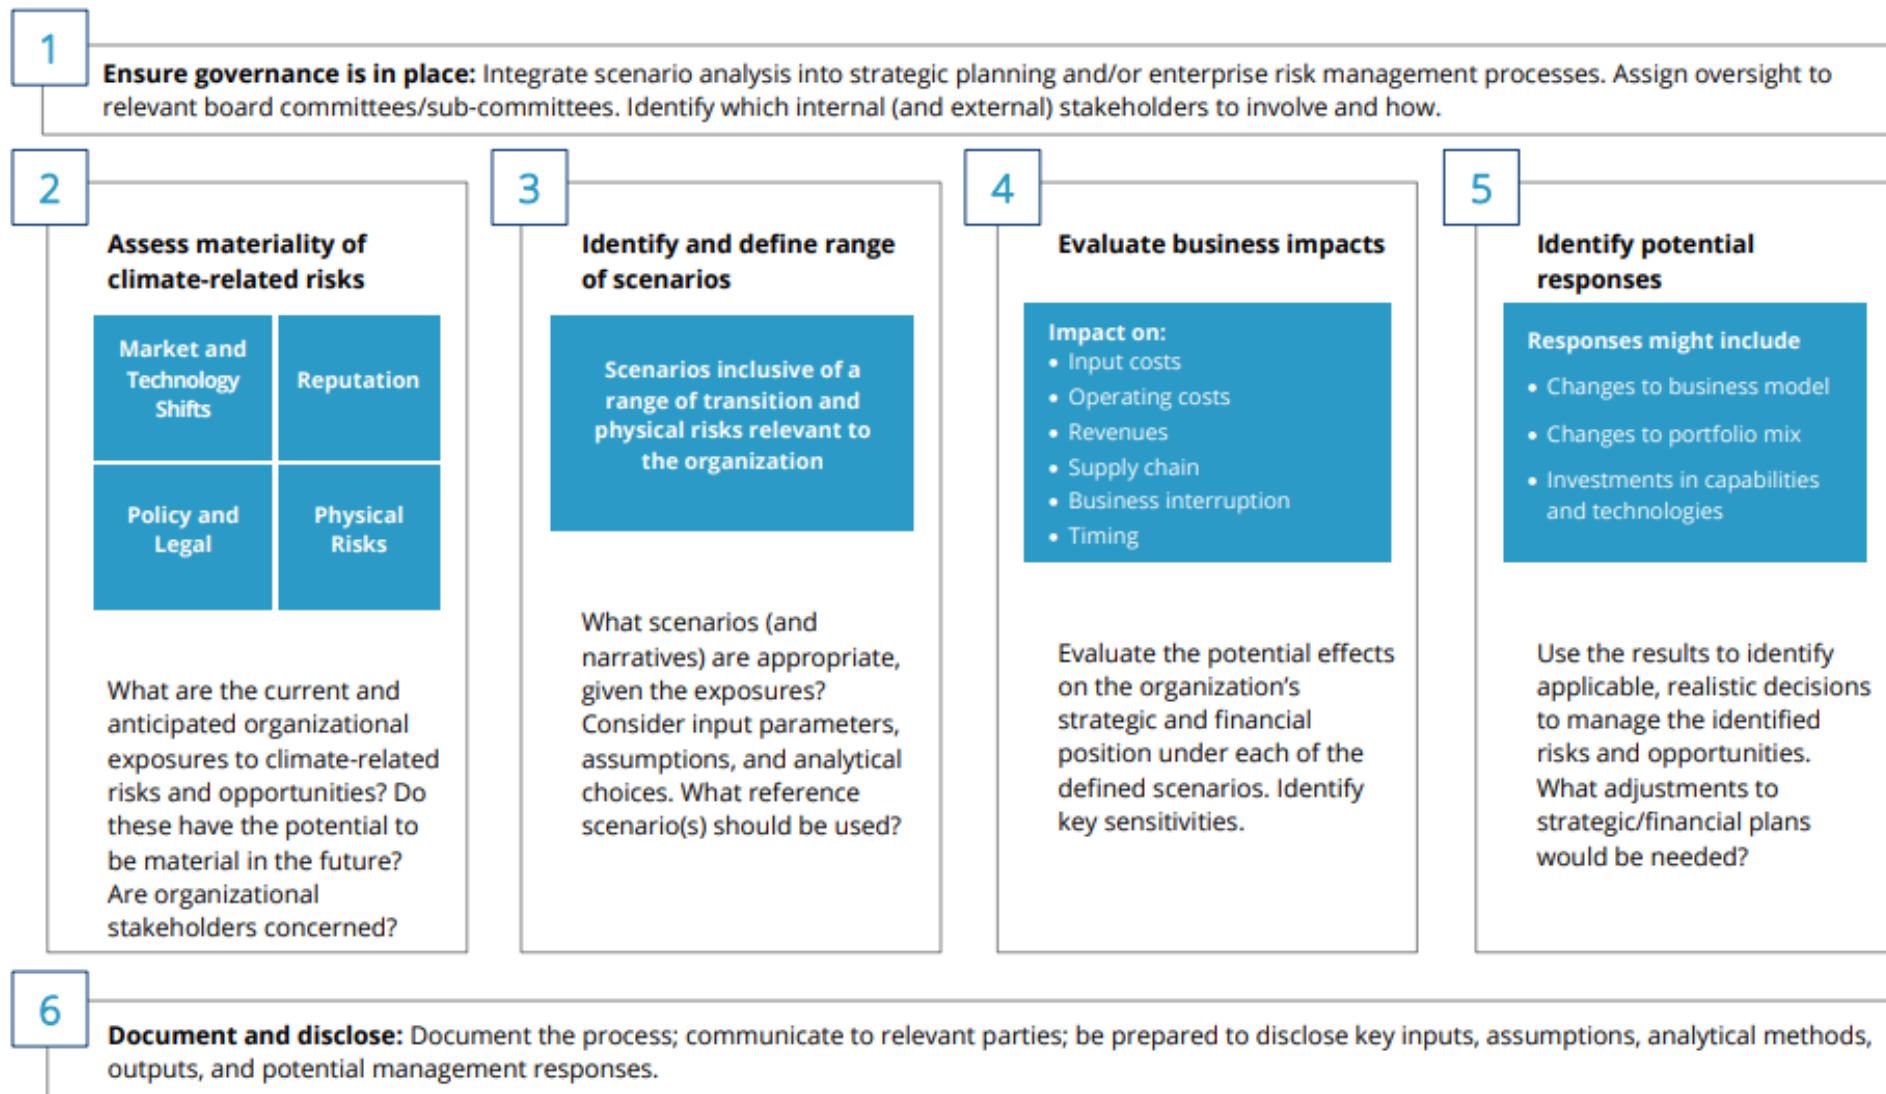 1
Ensure governance is in place: Integrate scenario analysis into strategic planning and/or enterprise risk management processes. Assign oversight to
relevant board committees/sub-committees. Identify which internal (and external) stakeholders to involve and how.
2
Assess materiality of
climate-related risks
Market and
Technology
Shifts
Reputation
Policy and
Legal
Physical
Risks
What are the current and
anticipated organizational
exposures to climate-related
risks and opportunities? Do
these have the potential to
be material in the future?
Are organizational
stakeholders concerned?
3
Identify and define range
of scenarios
Scenarios inclusive of a
range of transition and
physical risks relevant to
the organization
What scenarios (and
narratives) are appropriate,
given the exposures?
Consider input parameters,
assumptions, and analytical
choices. What reference
scenario(s) should be used?
4
Evaluate business impacts
Impact on:
• Input costs
• Operating costs
• Revenues
• Supply chain
• Business interruption
• Timing
Evaluate the potential effects
on the organization's
strategic and financial
position under each of the
defined scenarios. Identify
key sensitivities.
5
Identify potential
responses
Responses might include
• Changes to business model
• Changes to portfolio mix
• Investments in capabilities
and technologies
Use the results to identify
applicable, realistic decisions
to manage the identified
risks and opportunities.
What adjustments to
strategic/financial plans
would be needed?
6
Document and disclose: Document the process; communicate to relevant parties; be prepared to disclose key inputs, assumptions, analytical methods,
outputs, and potential management responses.